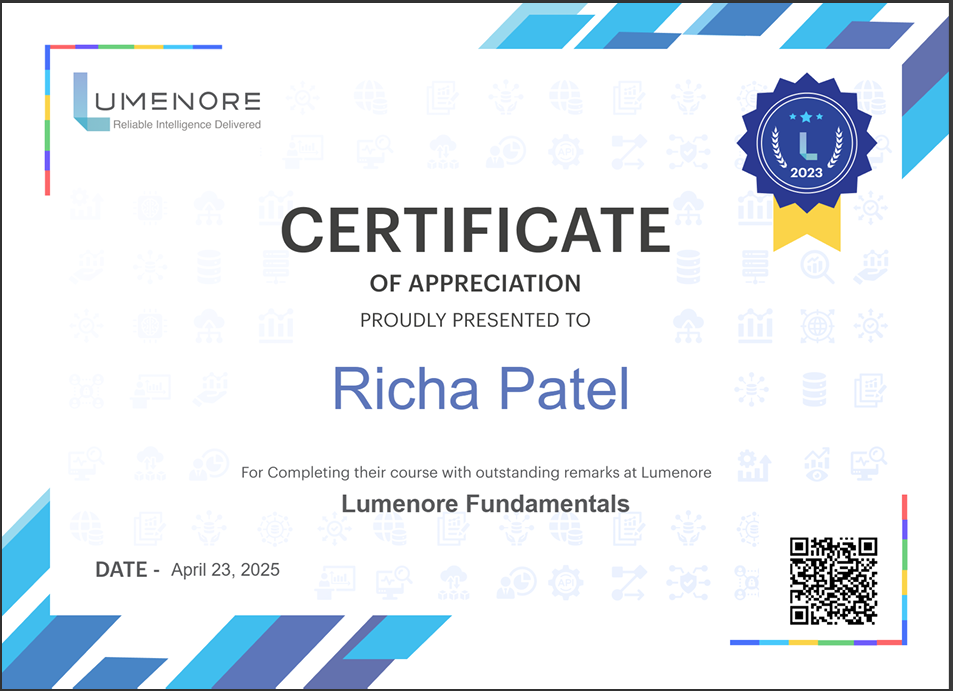 LUMENORE
Reliable Intelligence Delivered
2023
CERTIFICATE
OF APPRECIATION
PROUDLY PRESENTED TO
Richa Patel
For Completing their course with outstanding remarks at Lumenore
Lumenore Fundamentals
DATE - April 23, 2025
API